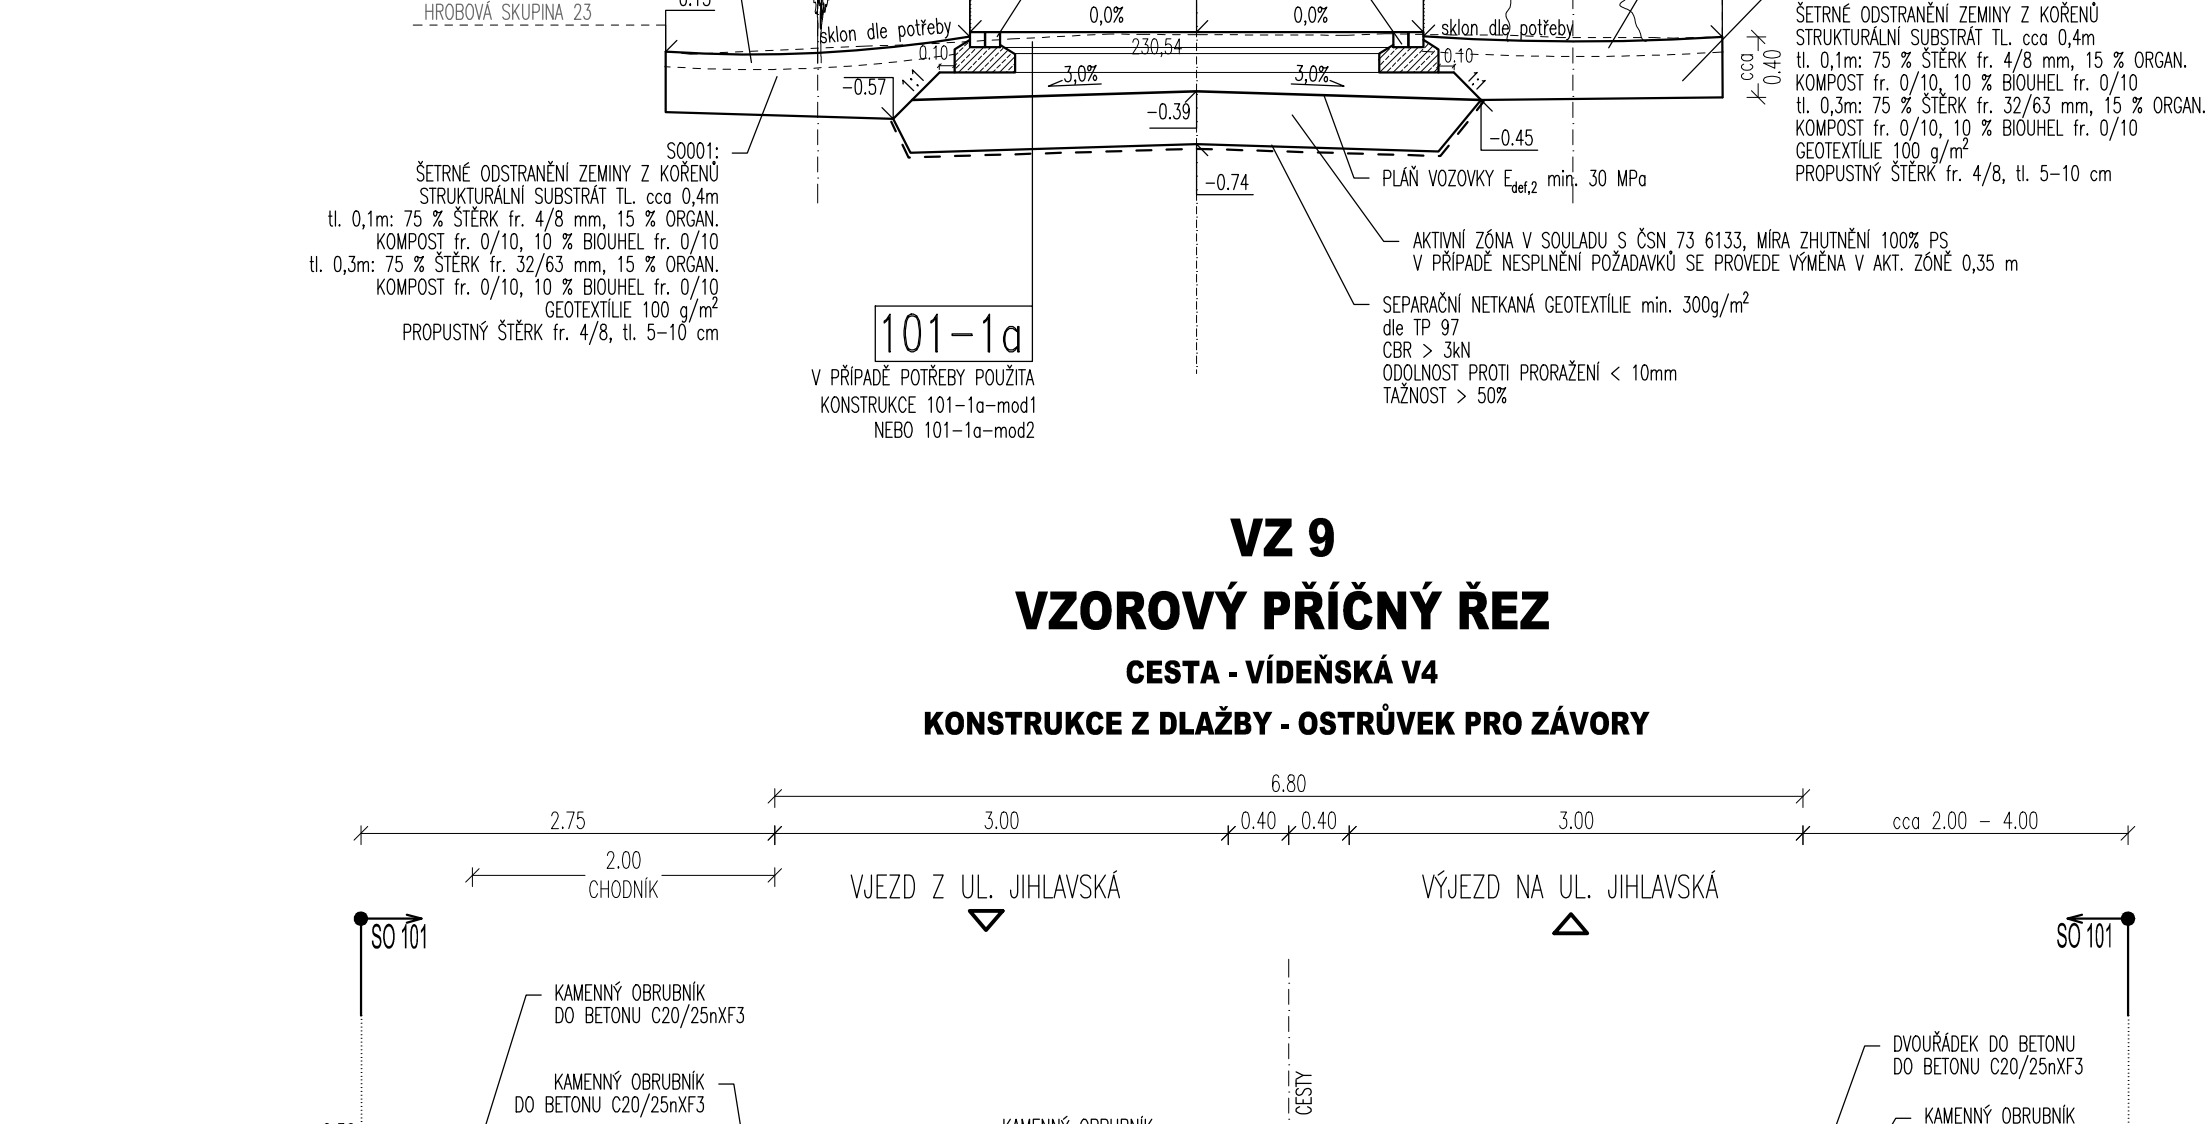 HROBOVÁ SKUPINA 23
sklon dle potřeby
0.10
0,0%
0,0%
230,54
3,0%
3,0%
1:1
1:1
-0.57
-0.39
-0.74
-0.45
sklon dle potřeby
0.10
cca
0.40
ŠETRNÉ ODSTRANĚNÍ ZEMINY Z KOŘENŮ
STRUKTURÁLNÍ SUBSTRÁT TL. cca 0,4m
tl. 0,1m: 75 % ŠTĚRK fr. 4/8 mm, 15 % ORGAN.
KOMPOST fr. 0/10, 10 % BIOUHEL fr. 0/10
tl. 0,3m: 75 % ŠTĚRK fr. 32/63 mm, 15 % ORGAN.
KOMPOST fr. 0/10, 10 % BIOUHEL fr. 0/10
GEOTEXTÍLIE 100 g/m²
PROPUSTNÝ ŠTĚRK fr. 4/8, tl. 5-10 cm
SO001:
ŠETRNÉ ODSTRANĚNÍ ZEMINY Z KOŘENŮ
STRUKTURÁLNÍ SUBSTRÁT TL. cca 0,4m
tl. 0,1m: 75 % ŠTĚRK fr. 4/8 mm, 15 % ORGAN.
KOMPOST fr. 0/10, 10 % BIOUHEL fr. 0/10
tl. 0,3m: 75 % ŠTĚRK fr. 32/63 mm, 15 % ORGAN.
KOMPOST fr. 0/10, 10 % BIOUHEL fr. 0/10
GEOTEXTÍLIE 100 g/m²
PROPUSTNÝ ŠTĚRK fr. 4/8, tl. 5-10 cm
PLÁŇ VOZOVKY Edef,2 min. 30 MPa
AKTIVNÍ ZÓNA V SOULADU S ČSN 73 6133, MÍRA ZHUTNĚNÍ 100% PS
V PŘÍPADĚ NESPLNĚNÍ POŽADAVKŮ SE PROVEDE VÝMĚNA V AKT. ZÓNĚ 0,35 m
SEPARAČNÍ NETKANÁ GEOTEXTÍLIE min. 300g/m²
dle TP 97
CBR > 3kN
ODOLNOST PROTI PRORAŽENÍ < 10mm
TAŽNOST > 50%
101-1a
V PŘÍPADĚ POTŘEBY POUŽITA
KONSTRUKCE 101-1a-mod1
NEBO 101-1a-mod2
VZ 9
VZOROVÝ PŘÍČNÝ ŘEZ
CESTA - VÍDEŇSKÁ V4
KONSTRUKCE Z DLAŽBY - OSTRŮVEK PRO ZÁVORY
6.80
2.75
3.00
0.40
0.40
3.00
cca 2.00 - 4.00
2.00
CHODNÍK
VJEZD Z UL. JIHLAVSKÁ
VÝJEZD NA UL. JIHLAVSKÁ
SO 101
SO 101
KAMENNÝ OBRUBNÍK
DO BETONU C20/25nXF3
KAMENNÝ OBRUBNÍK
DO BETONU C20/25nXF3
CESTY
DVOUŘÁDEK DO BETONU
DO BETONU C20/25nXF3
KAMENNÝ OBRUBNÍK